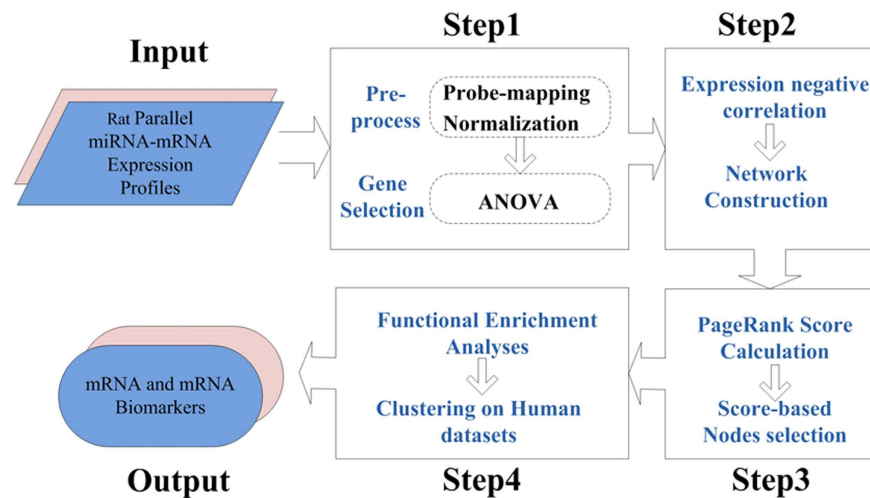 Input
Rat Parallel
miRNA-mRNA
Expression
Profiles
Step1
Pre-
process
Probe-mapping
Normalization
Gene
Selection
ANOVA
Step2
Expression negative
correlation
Network
Construction
PageRank Score
Calculation
Score-based
Nodes selection
Step3
Functional Enrichment
Analyses
Clustering on Human
datasets
Step4
mRNA and mRNA
Biomarkers
Output